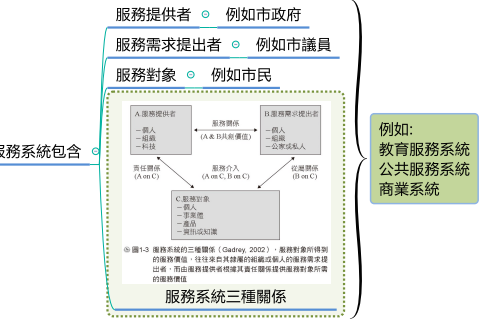 服務提供者
例如市政府
服務需求提出者
例如市議員
服務對象
例如市民
服務系統包含
A.服務提供者
－個人
－組織
－科技
服務關係
(A & B共創價值)
B.服務需求提出者
－個人
－組織
－公家或私人
責任關係
(A on C)
服務介入
(A on C, B on C)
從屬關係
(B on C)
C.服務對象
－個人
－事業體
－產品
－資訊或知識
圖1-3 服務系統的三種關係（Gadrey, 2002），服務對象所得到
的服務價值，往往來自其隸屬的組織或個人的服務需求提
出者，而由服務提供者根據其責任關係提供服務對象所需
的服務價值
服務系統三種關係
例如:
教育服務系統
公共服務系統
商業系統